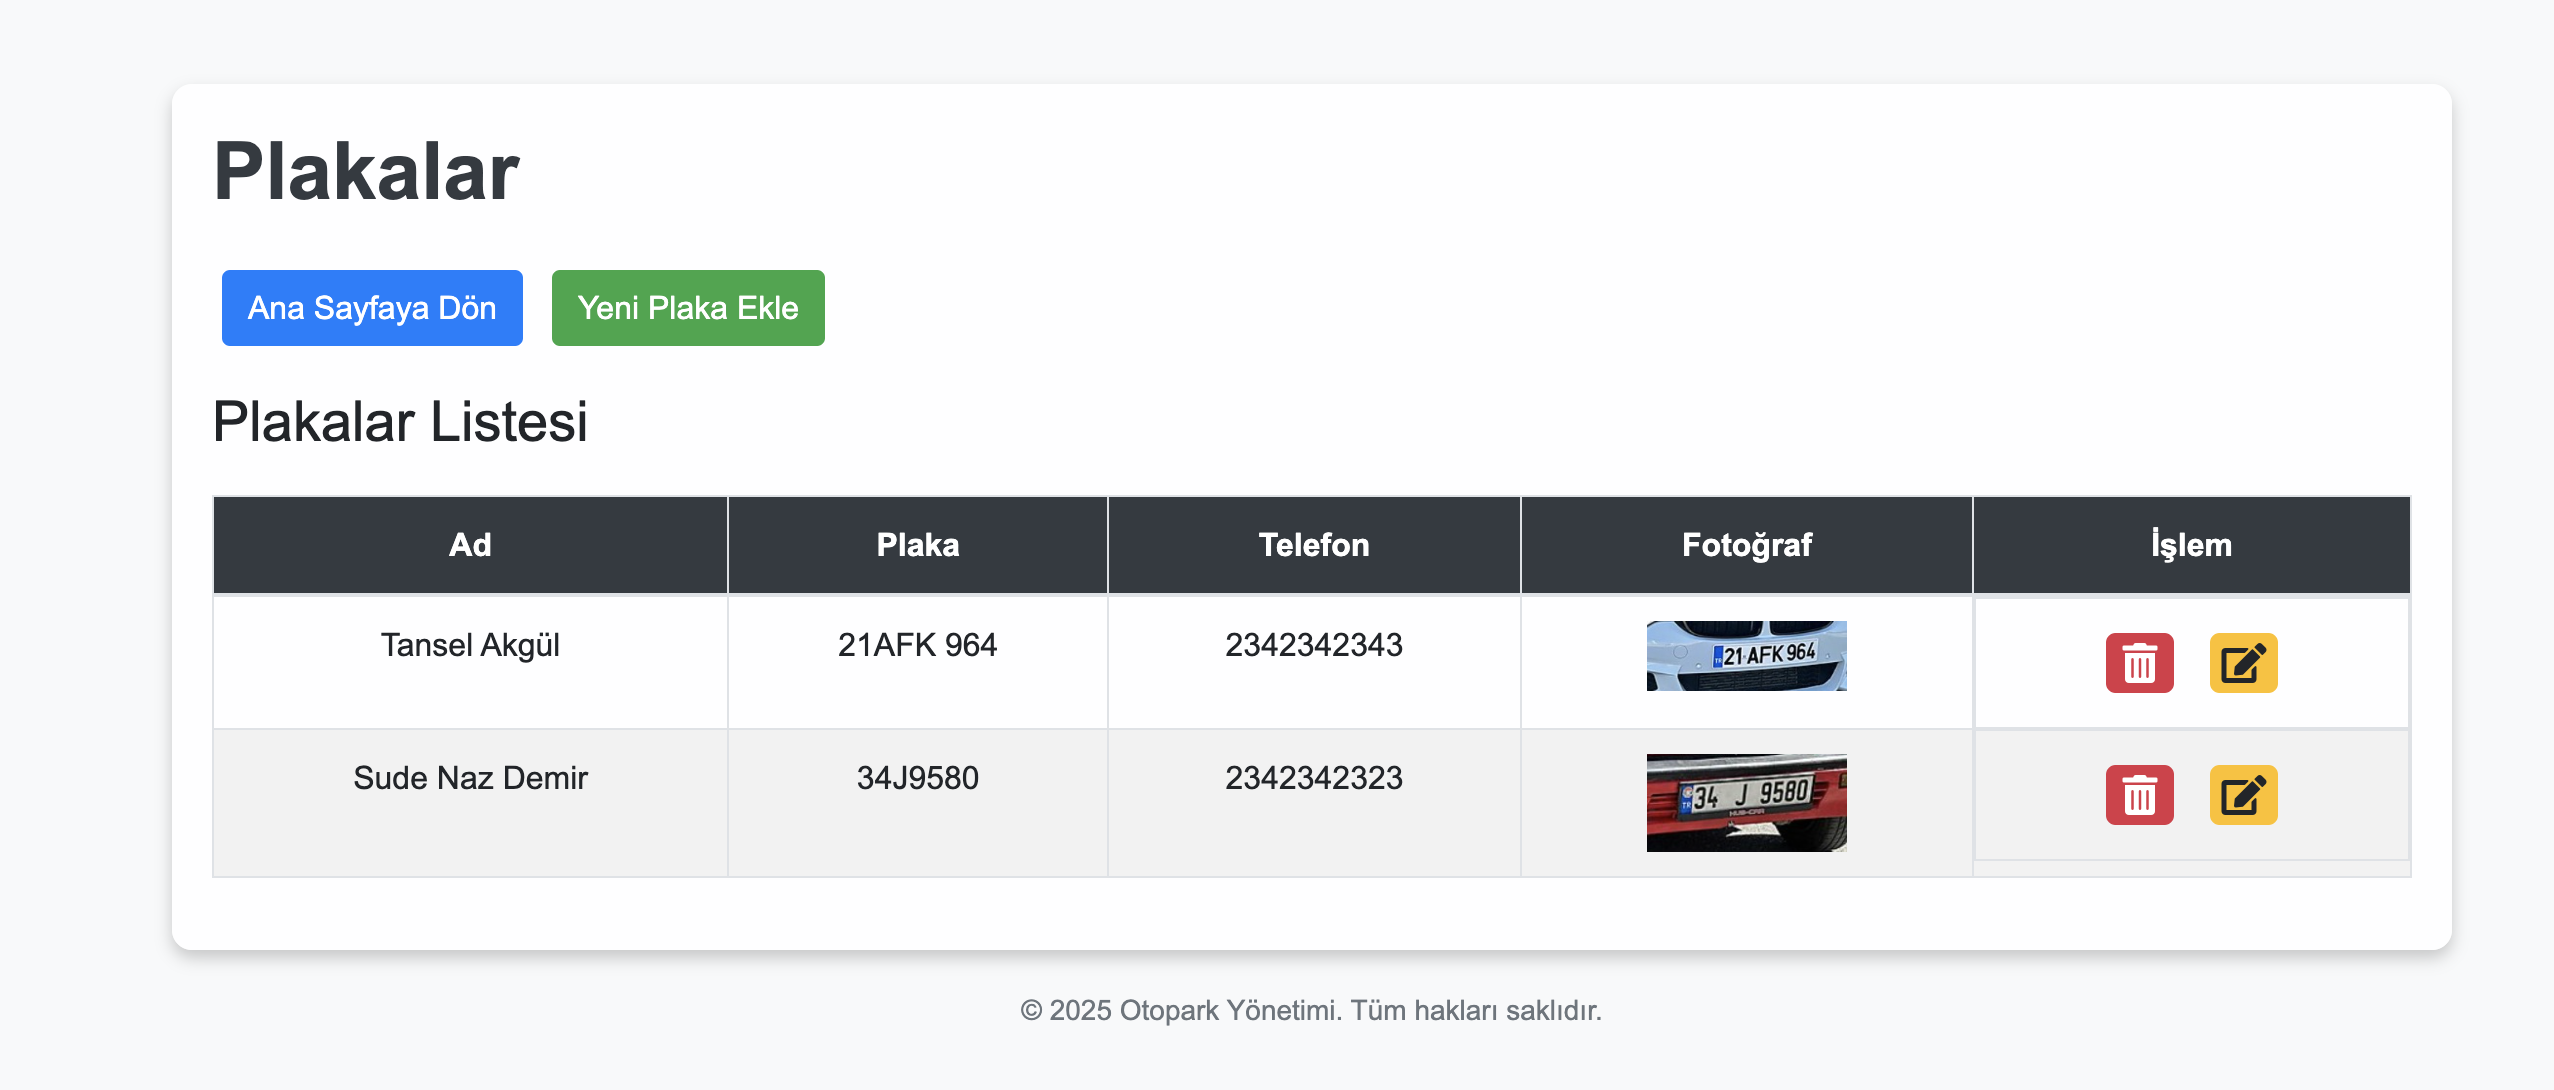 Plakalar
Ana Sayfaya Dön Yeni Plaka Ekle
Plakalar Listesi
Ad Plaka Telefon Fotoğraf İşlem
Tansel Akgül 21AFK 964 2342342343
TR 21 AFK 964
Sude Naz Demir 34J9580 2342342323
TR 34 J 9580
© 2025 Otopark Yönetimi. Tüm hakları saklıdır.